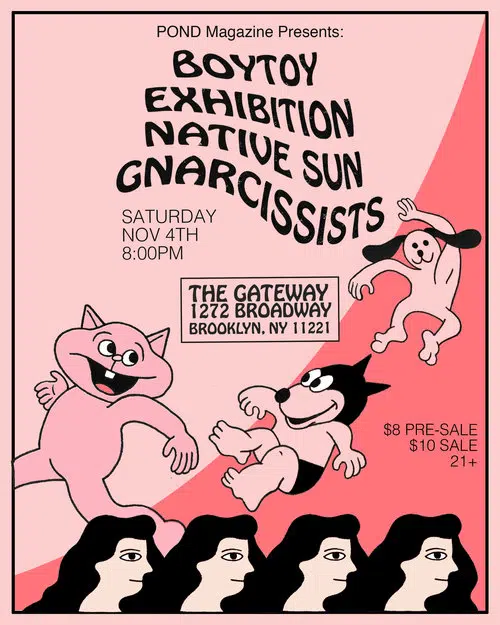 POND Magazine Presents:
BOYTOY
EXHIBITION
NATIVE SUN
GNARCISSISTS
SATURDAY
NOV 4TH
8:00PM
THE GATEWAY
1272 BROADWAY
BROOKLYN, NY 11221
$8 PRE-SALE
$10 SALE
21+